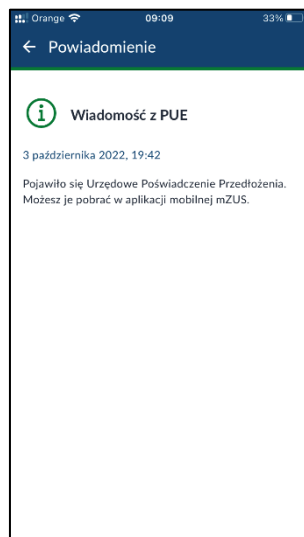 Orange 09:09 33%
← Powiadomienie
Wiadomość z PUE
3 października 2022, 19:42
Pojawiło się Urzędowe Poświadczenie Przedłożenia.
Możesz je pobrać w aplikacji mobilnej mZUS.